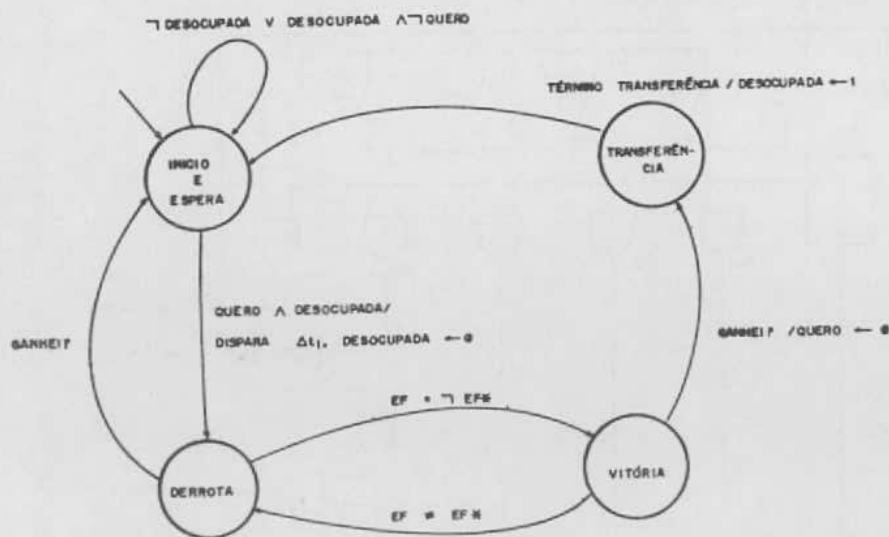 ¬ DESOCUPADA ∨ DESOCUPADA ∧ ¬ QUERO
TÉRMINO TRANSFERÊNCIA / DESOCUPADA ← 1
INICIO
E
ESPERA
TRANSFERÊN-
CIA
QUERO ∧ DESOCUPADA/
DISPARA Δt₁, DESOCUPADA ← 0
GANHEI?
GANHEI? / QUERO ← 0
EF = ¬ EF*
DERROTA
VITÓRIA
EF ≠ EF*